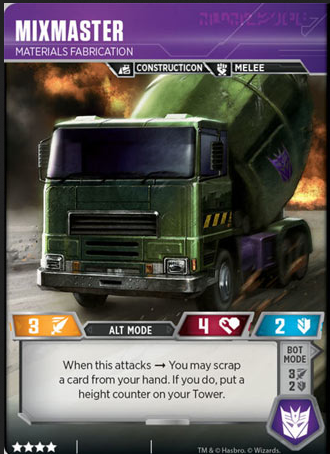 MIXMASTER
MATERIALS FABRICATION
CONSTRUCTICON MELEE
3 ALT MODE 4 2
When this attacks → You may scrap
a card from your hand. If you do, put a
height counter on your Tower.
BOT
MODE
3
2
★★★★
TM & © Hasbro. © Wizards.